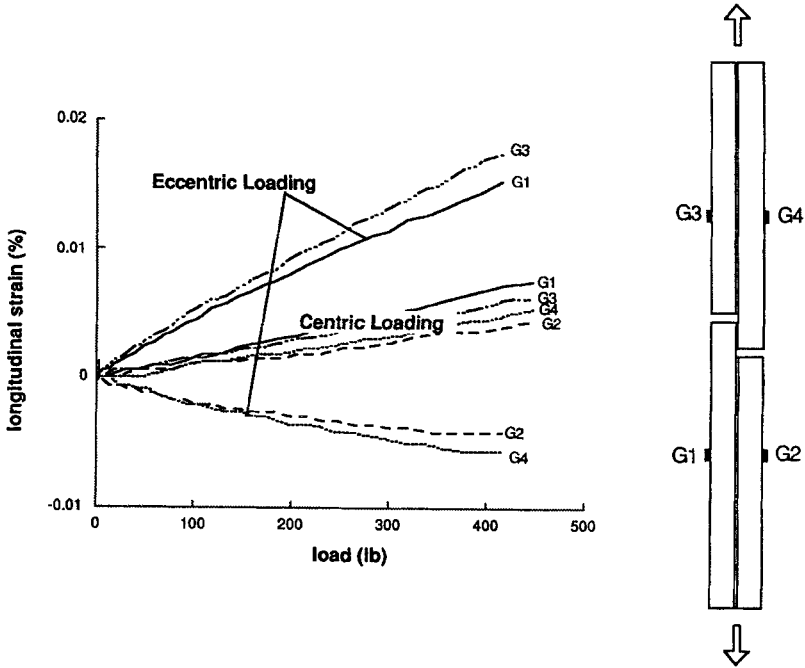 0.02
G3
Eccentric Loading
G1
0.01
longitudinal strain (%)
G1
G3
G4
G2
Centric Loading
0
G2
G4
-0.01
0
100
200
300
400
500
load (lb)
G3
G4
G1
G2